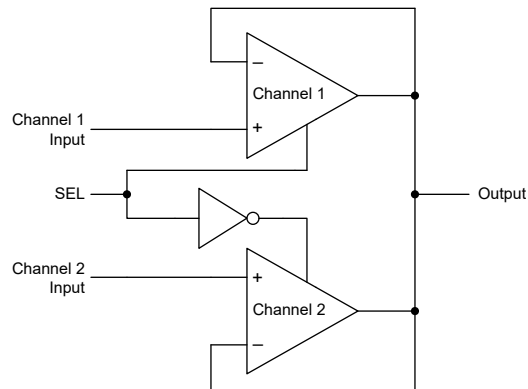 −
Channel 1
+
Channel 1
Input
SEL
Output
Channel 2
Input
+
Channel 2
−